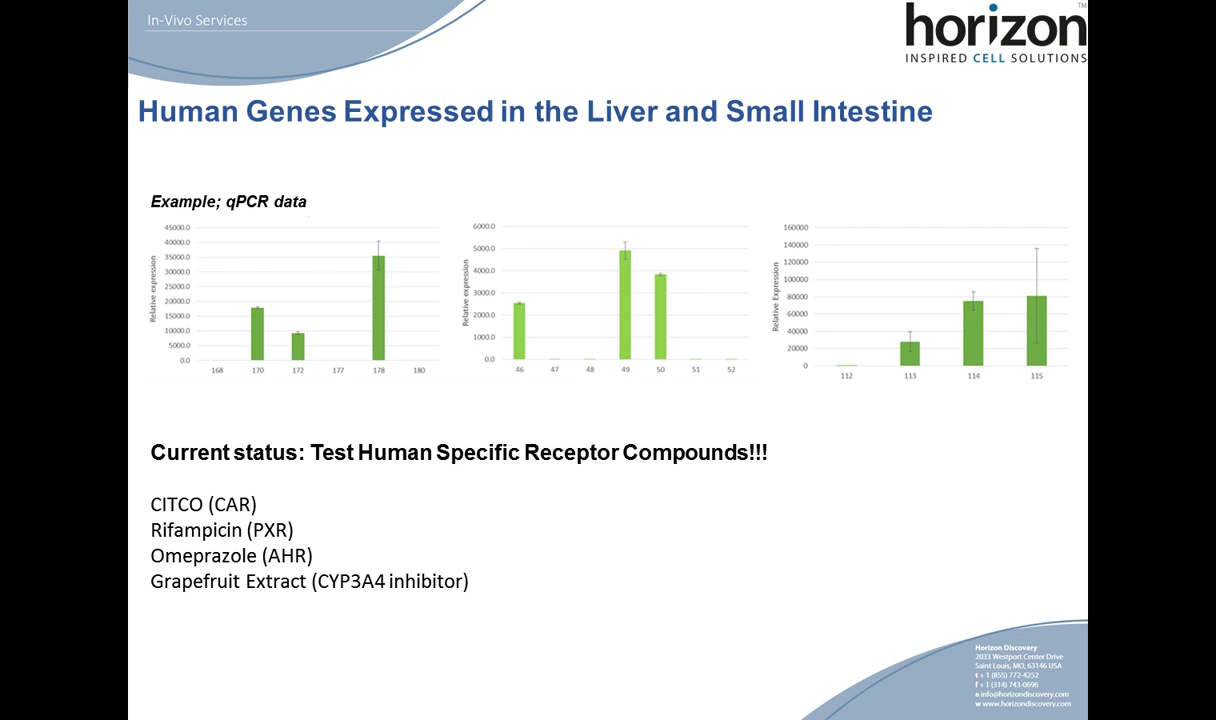 In-Vivo Services
horizon
TM
INSPIRED CELL SOLUTIONS
Human Genes Expressed in the Liver and Small Intestine
Example; qPCR data
Relative expression
45000.0
40000.0
35000.0
30000.0
25000.0
20000.0
15000.0
10000.0
5000.0
0.0
168 170 172 177 178 180
Relative expression
6000.0
5000.0
4000.0
3000.0
2000.0
1000.0
0.0
46 47 48 49 50 51 52
Relative Expression
160000
140000
120000
100000
80000
60000
40000
20000
0
112 113 114 115
Current status: Test Human Specific Receptor Compounds!!!
CITCO (CAR)
Rifampicin (PXR)
Omeprazole (AHR)
Grapefruit Extract (CYP3A4 inhibitor)
Horizon Discovery
2033 Westport Center Drive
Saint Louis, MO, 63146 USA
t + 1 (855) 772-4252
f + 1 (314) 743-0696
e info@horizondiscovery.com
w www.horizondiscovery.com